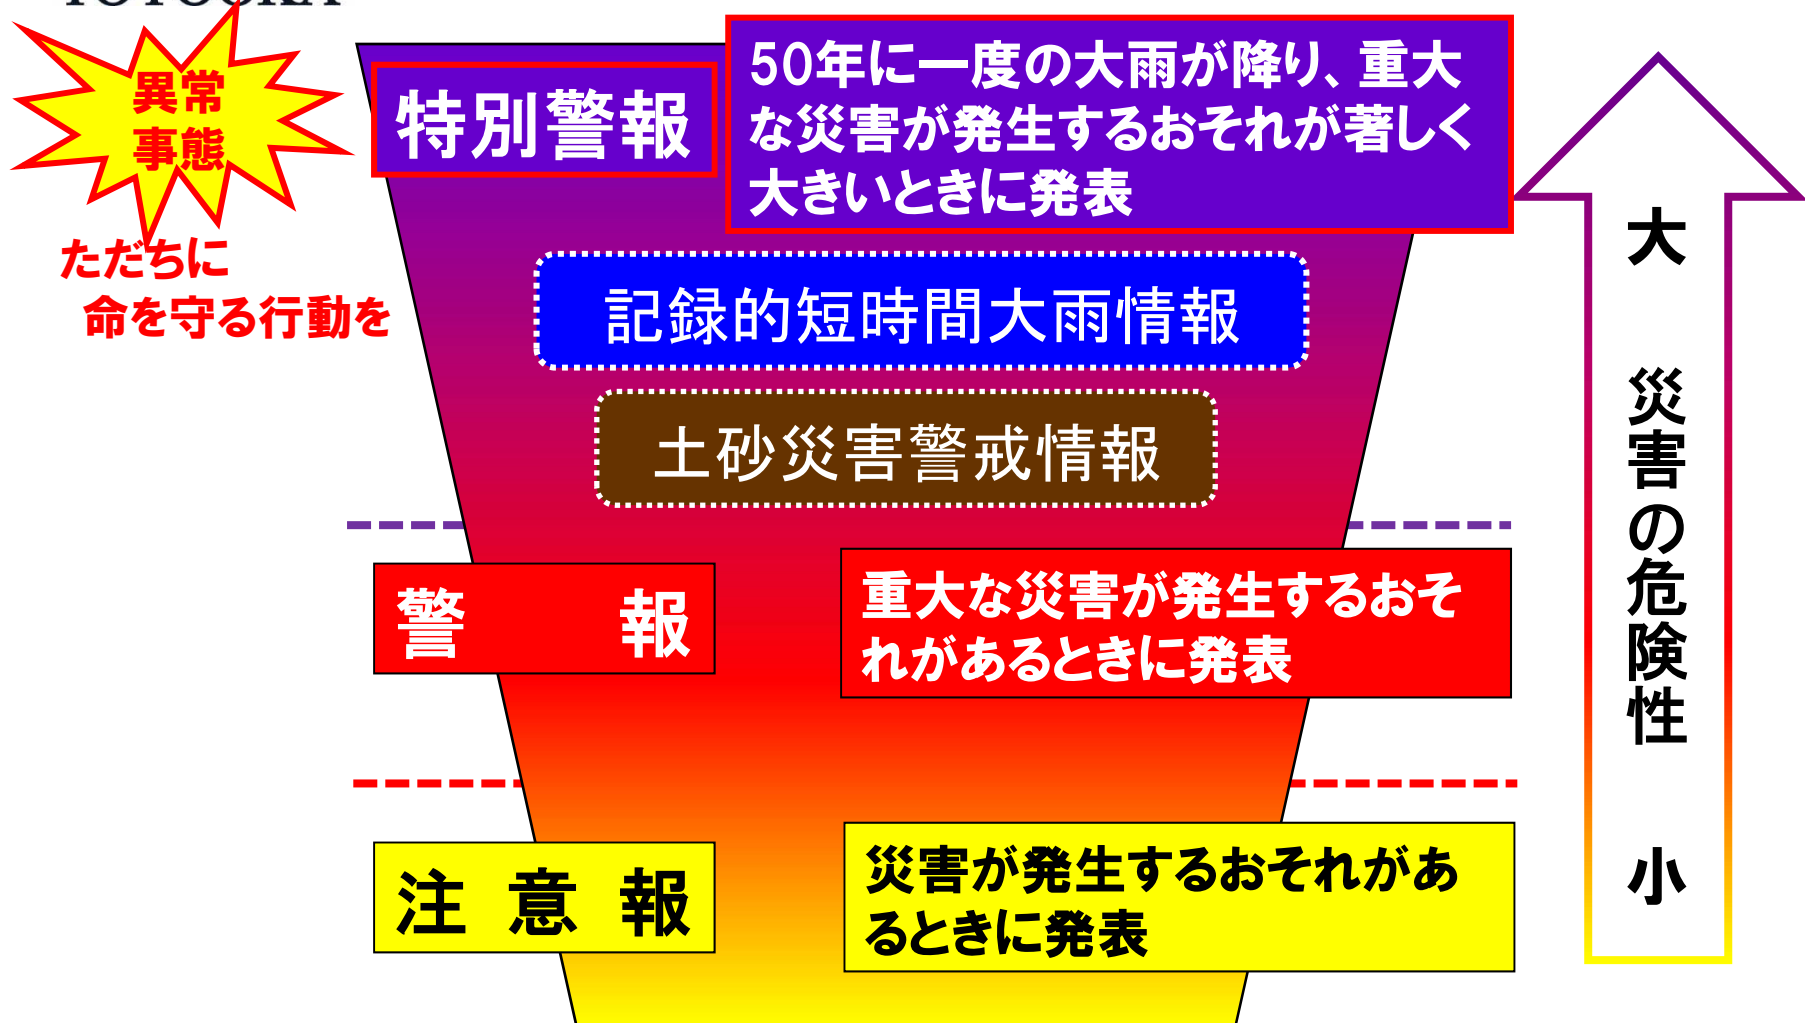 異常
事態
ただちに
命を守る行動を
特別警報
50年に一度の大雨が降り、重大
な災害が発生するおそれが著しく
大きいときに発表
記録的短時間大雨情報
土砂災害警戒情報
警報
重大な災害が発生するおそ
れがあるときに発表
注意報
災害が発生するおそれがあ
るときに発表
大 災害の危険性 小